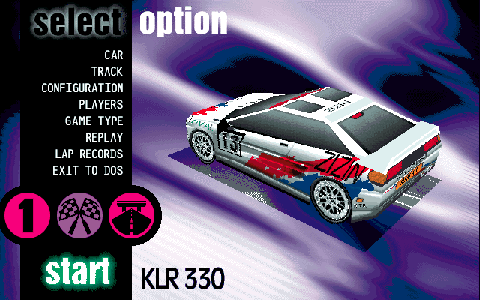 select option
CAR
TRACK
CONFIGURATION
PLAYERS
GAME TYPE
REPLAY
LAP RECORDS
EXIT TO DOS
1
start
KLR 330